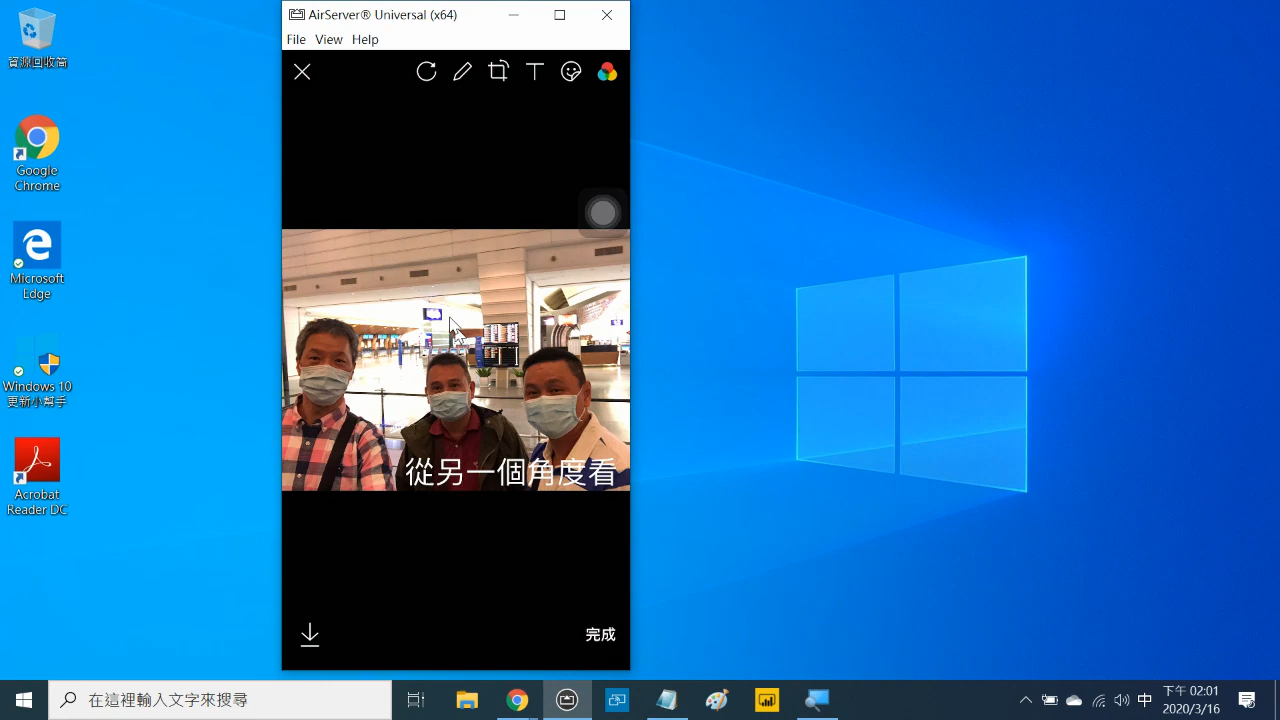 AirServer® Universal (x64)
File View Help
資源回收筒
Google
Chrome
Microsoft
Edge
Windows 10
更新小幫手
Acrobat
Reader DC
從另一個角度看
完成
在這裡輸入文字來搜尋
中
下午 02:01
2020/3/16